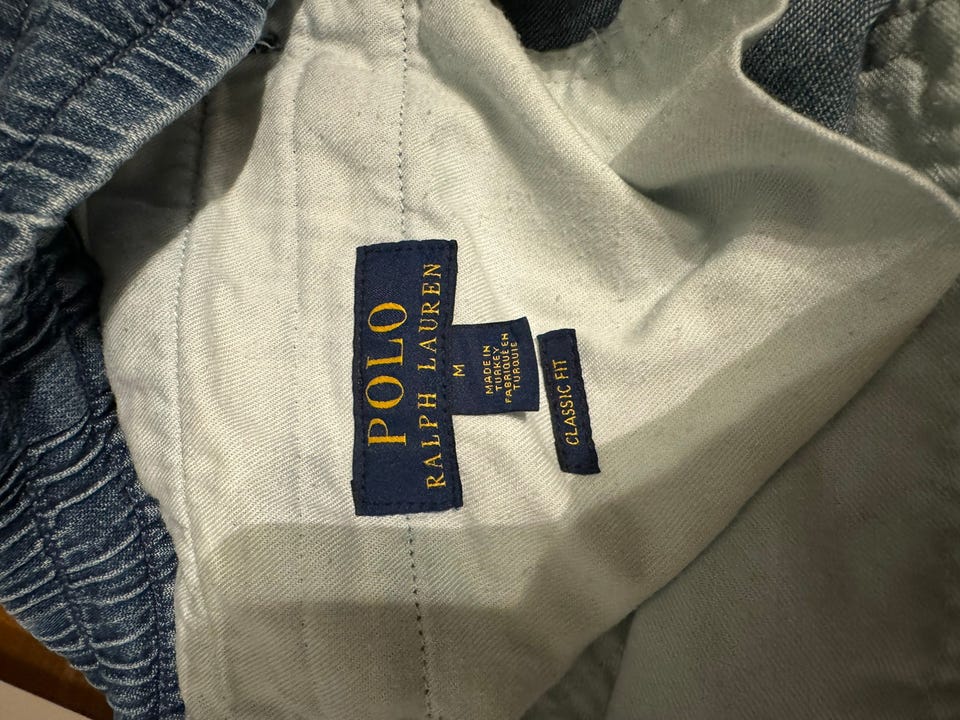 POLO
RALPH LAUREN
M
MADE IN
TURKEY
FABRIQUÉ EN
TURQUIE
CLASSIC FIT